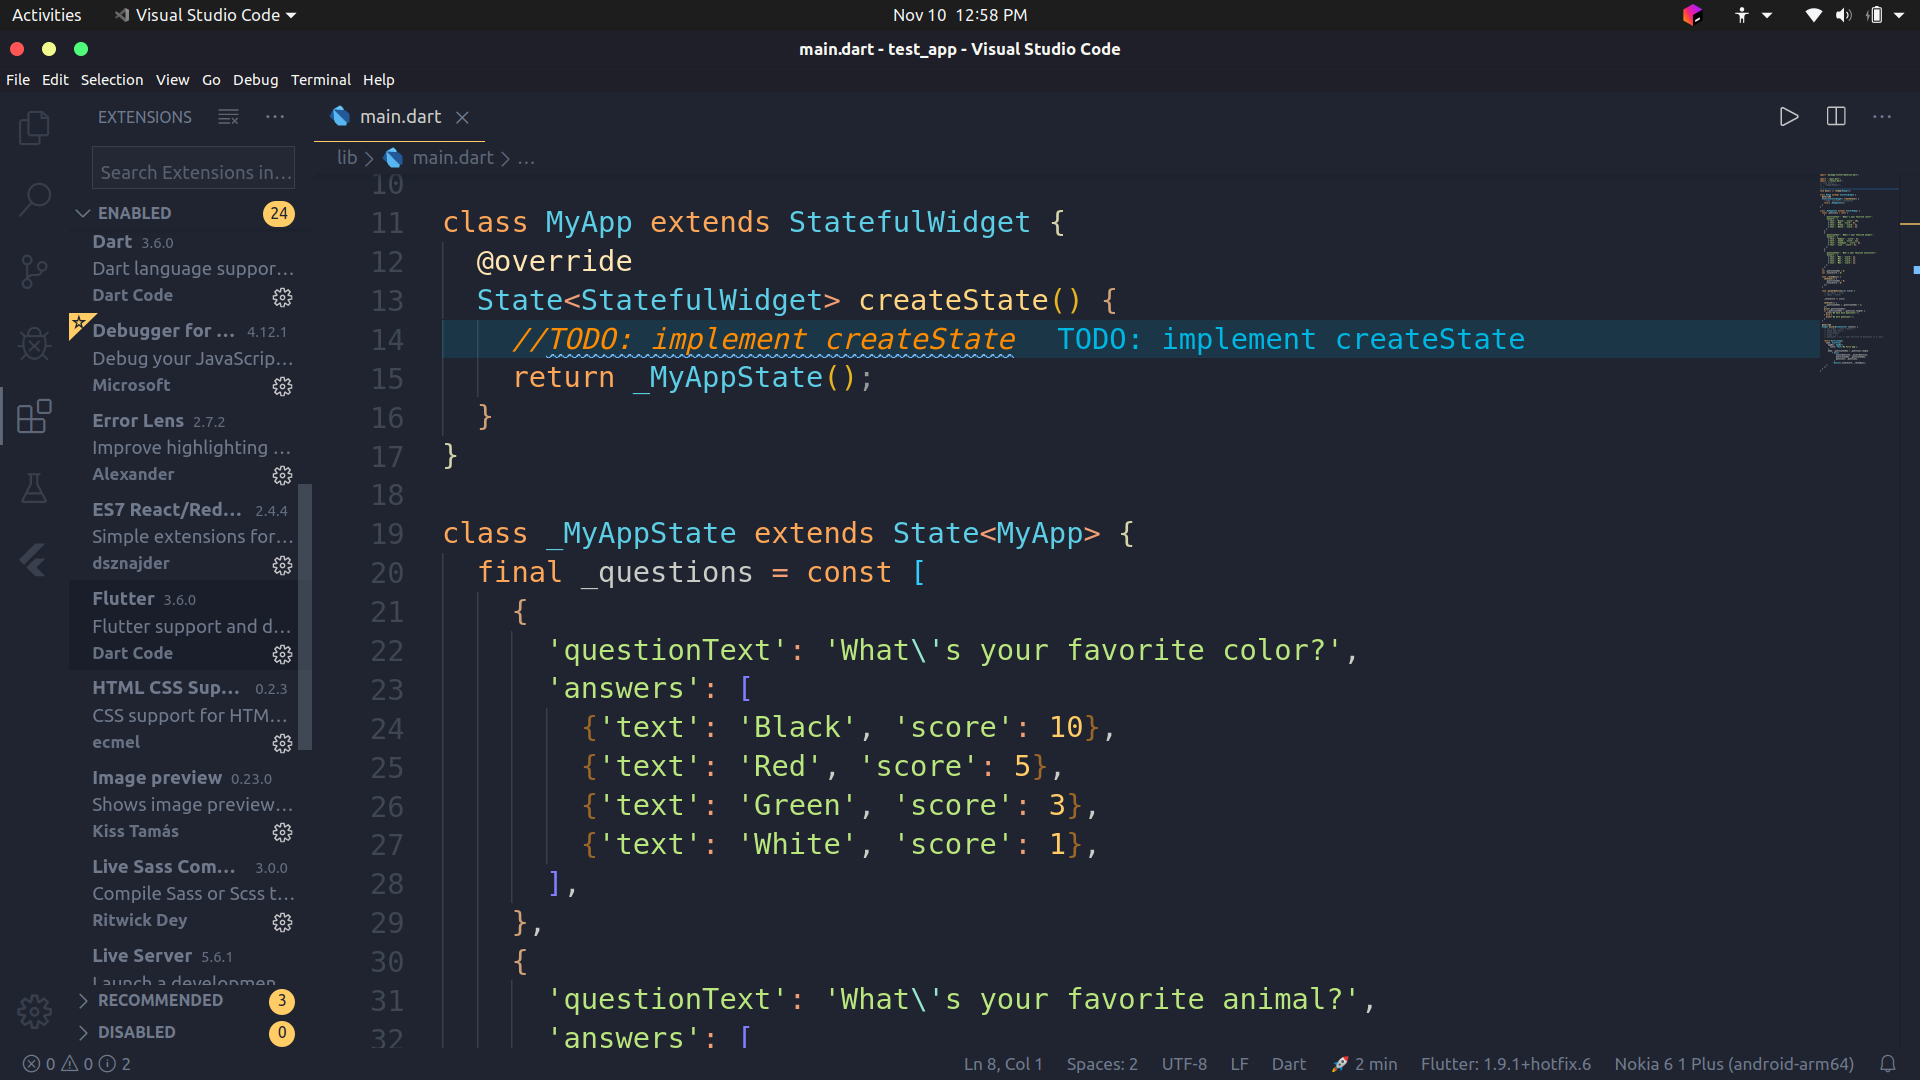 Activities
Visual Studio Code
Nov 10 12:58 PM
main.dart - test_app - Visual Studio Code
File Edit Selection View Go Debug Terminal Help
EXTENSIONS
Search Extensions in…
ENABLED 24
Dart 3.6.0
Dart language suppor…
Dart Code
Debugger for … 4.12.1
Debug your JavaScrip…
Microsoft
Error Lens 2.7.2
Improve highlighting …
Alexander
ES7 React/Red… 2.4.4
Simple extensions for…
dsznajder
Flutter 3.6.0
Flutter support and d…
Dart Code
HTML CSS Sup… 0.2.3
CSS support for HTM…
ecmel
Image preview 0.23.0
Shows image preview…
Kiss Tamás
Live Sass Com… 3.0.0
Compile Sass or Scss t…
Ritwick Dey
Live Server 5.6.1
Launch a developmen
RECOMMENDED 3
DISABLED 0
main.dart
lib > main.dart > …
10
11 class MyApp extends StatefulWidget {
12 @override
13 State<StatefulWidget> createState() {
14 //TODO: implement createState TODO: implement createState
15 return _MyAppState();
16 }
17 }
18
19 class _MyAppState extends State<MyApp> {
20 final _questions = const [
21 {
22 'questionText': 'What\'s your favorite color?',
23 'answers': [
24 {'text': 'Black', 'score': 10},
25 {'text': 'Red', 'score': 5},
26 {'text': 'Green', 'score': 3},
27 {'text': 'White', 'score': 1},
28 ],
29 },
30 {
31 'questionText': 'What\'s your favorite animal?',
32 'answers': [
0 0 2
Ln 8, Col 1
Spaces: 2
UTF-8
LF
Dart
🚀 2 min
Flutter: 1.9.1+hotfix.6
Nokia 6 1 Plus (android-arm64)